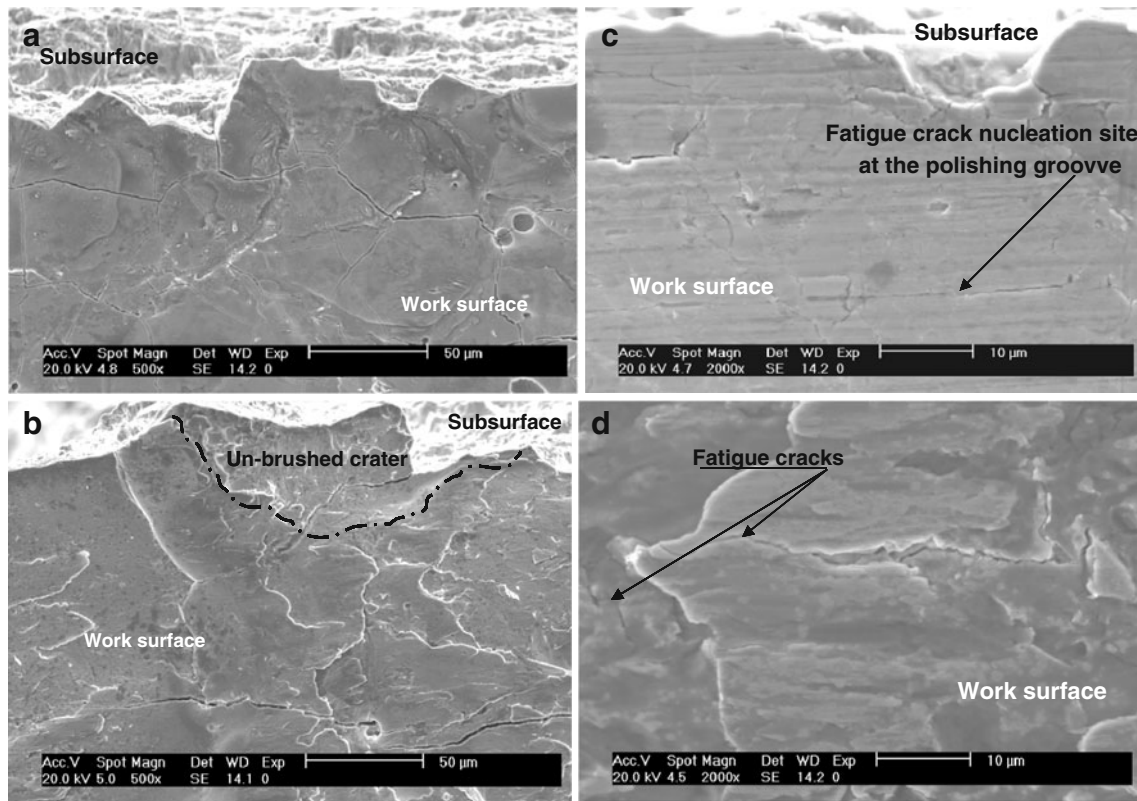 a
Subsurface
Work surface
Acc.V Spot Magn Det WD Exp 50 µm
20.0 kV 4.8 500x SE 14.2 0
c
Subsurface
Fatigue crack nucleation site
at the polishing groovve
Work surface
Acc.V Spot Magn Det WD Exp 10 µm
20.0 kV 4.7 2000x SE 14.2 0
b
Subsurface
Un-brushed crater
Work surface
Acc.V Spot Magn Det WD Exp 50 µm
20.0 kV 5.0 500x SE 14.1 0
d
Fatigue cracks
Work surface
Acc.V Spot Magn Det WD Exp 10 µm
20.0 kV 4.5 2000x SE 14.2 0